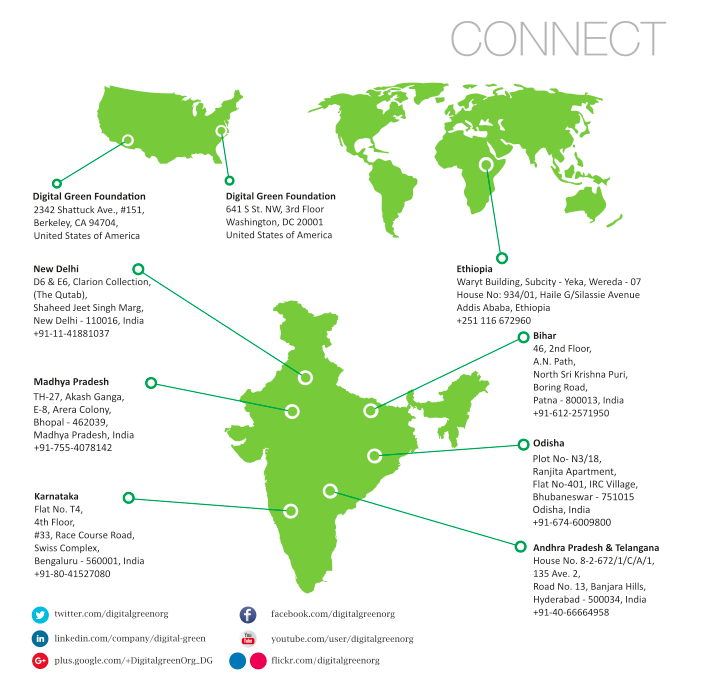 CONNECT
Digital Green Foundation
2342 Shattuck Ave., #151,
Berkeley, CA 94704,
United States of America
Digital Green Foundation
641 S St. NW, 3rd Floor
Washington, DC 20001
United States of America
Ethiopia
Waryt Building, Subcity - Yeka, Wereda - 07
House No: 934/01, Haile G/Silassie Avenue
Addis Ababa, Ethiopia
+251 116 672960
New Delhi
D6 & E6, Clarion Collection,
(The Qutab),
Shaheed Jeet Singh Marg,
New Delhi - 110016, India
+91-11-41881037
Bihar
46, 2nd Floor,
A.N. Path,
North Sri Krishna Puri,
Boring Road,
Patna - 800013, India
+91-612-2571950
Madhya Pradesh
TH-27, Akash Ganga,
E-8, Arera Colony,
Bhopal - 462039,
Madhya Pradesh, India
+91-755-4078142
Odisha
Plot No- N3/18,
Ranjita Apartment,
Flat No-401, IRC Village,
Bhubaneswar - 751015
Odisha, India
+91-674-6009800
Karnataka
Flat No. T4,
4th Floor,
#33, Race Course Road,
Swiss Complex,
Bengaluru - 560001, India
+91-80-41527080
Andhra Pradesh & Telangana
House No. 8-2-672/1/C/A/1,
135 Ave. 2,
Road No. 13, Banjara Hills,
Hyderabad - 500034, India
+91-40-66664958
twitter.com/digitalgreenorg
f facebook.com/digitalgreenorg
in linkedin.com/company/digital-green
You Tube youtube.com/user/digitalgreenorg
G+ plus.google.com/+DigitalgreenOrg_DG
flickr.com/digitalgreenorg